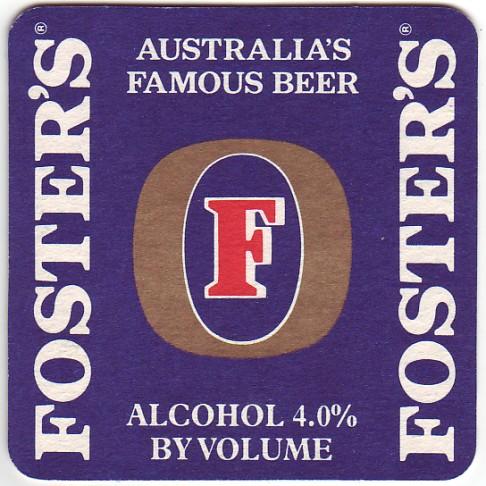 AUSTRALIA'S
FAMOUS BEER
FOSTER'S®
F
FOSTER'S®
ALCOHOL 4.0%
BY VOLUME